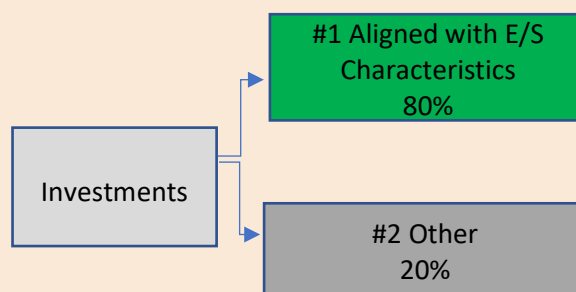 #1 Aligned with E/S
Characteristics
80%
Investments
#2 Other
20%